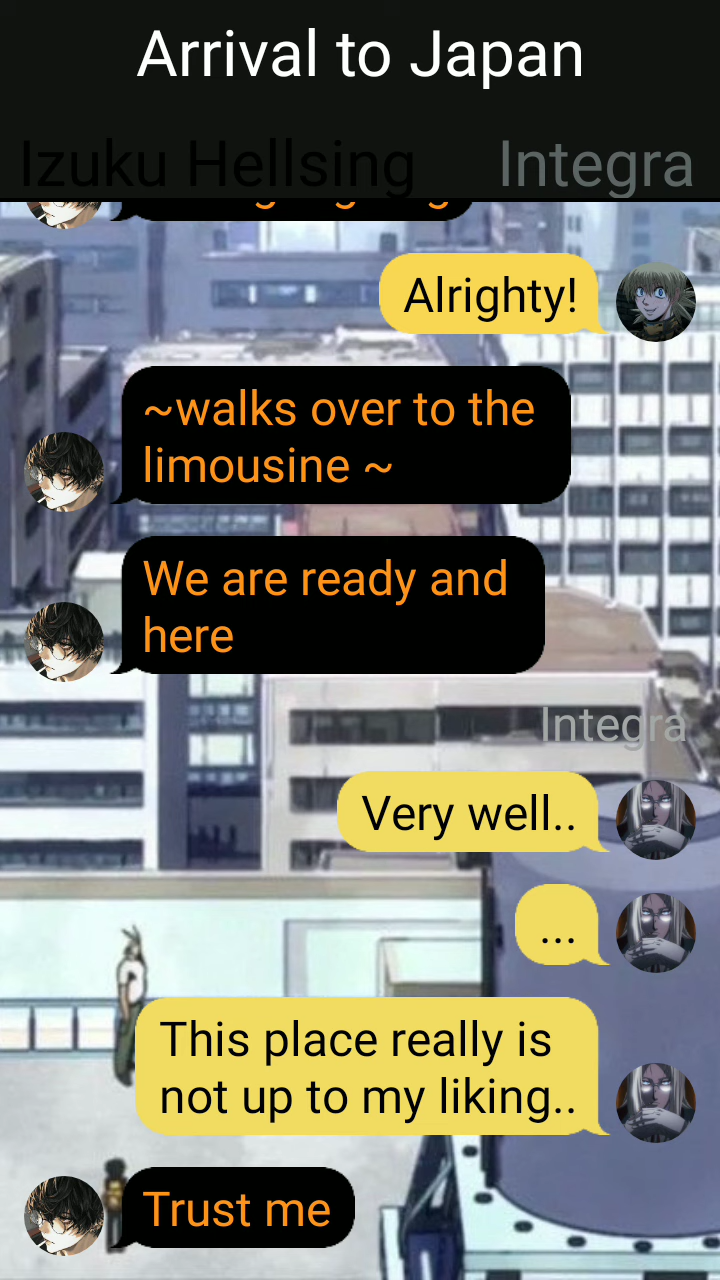 Arrival to Japan
Izuku Hellsing
Integra
Alrighty!
~walks over to the
limousine ~
We are ready and
here
Integra
Very well..
...
This place really is
not up to my liking..
Trust me